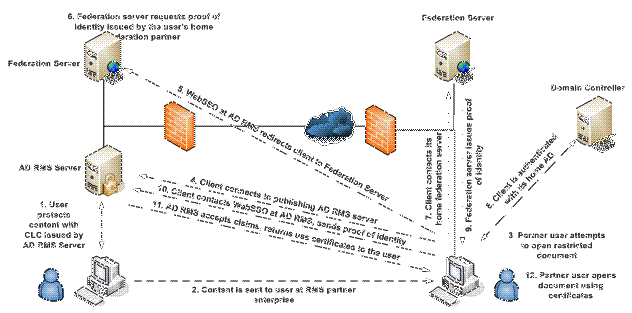 6. Federation server requests proof of
identity issued by the user's home
federation partner
Federation Server
Federation Server
Domain Controller
5. WebSSO at AD RMS redirects client to Federation Server
7. Client contacts its
home federation server
9. Federation server issues proof
of identity
8. Client is authenticated
with its home AD
AD RMS Server
4. Client connects to publishing AD RMS server
10. Client contacts WebSSO at AD RMS, sends proof of identity
11. AD RMS accepts claims, returns use certificates to the user
1. User
protects
content with
CLC issued by
AD RMS Server
3. Partner user attempts
to open restricted
document
12. Partner user opens
document using
certificates
2. Content is sent to user at RMS partner
enterprise